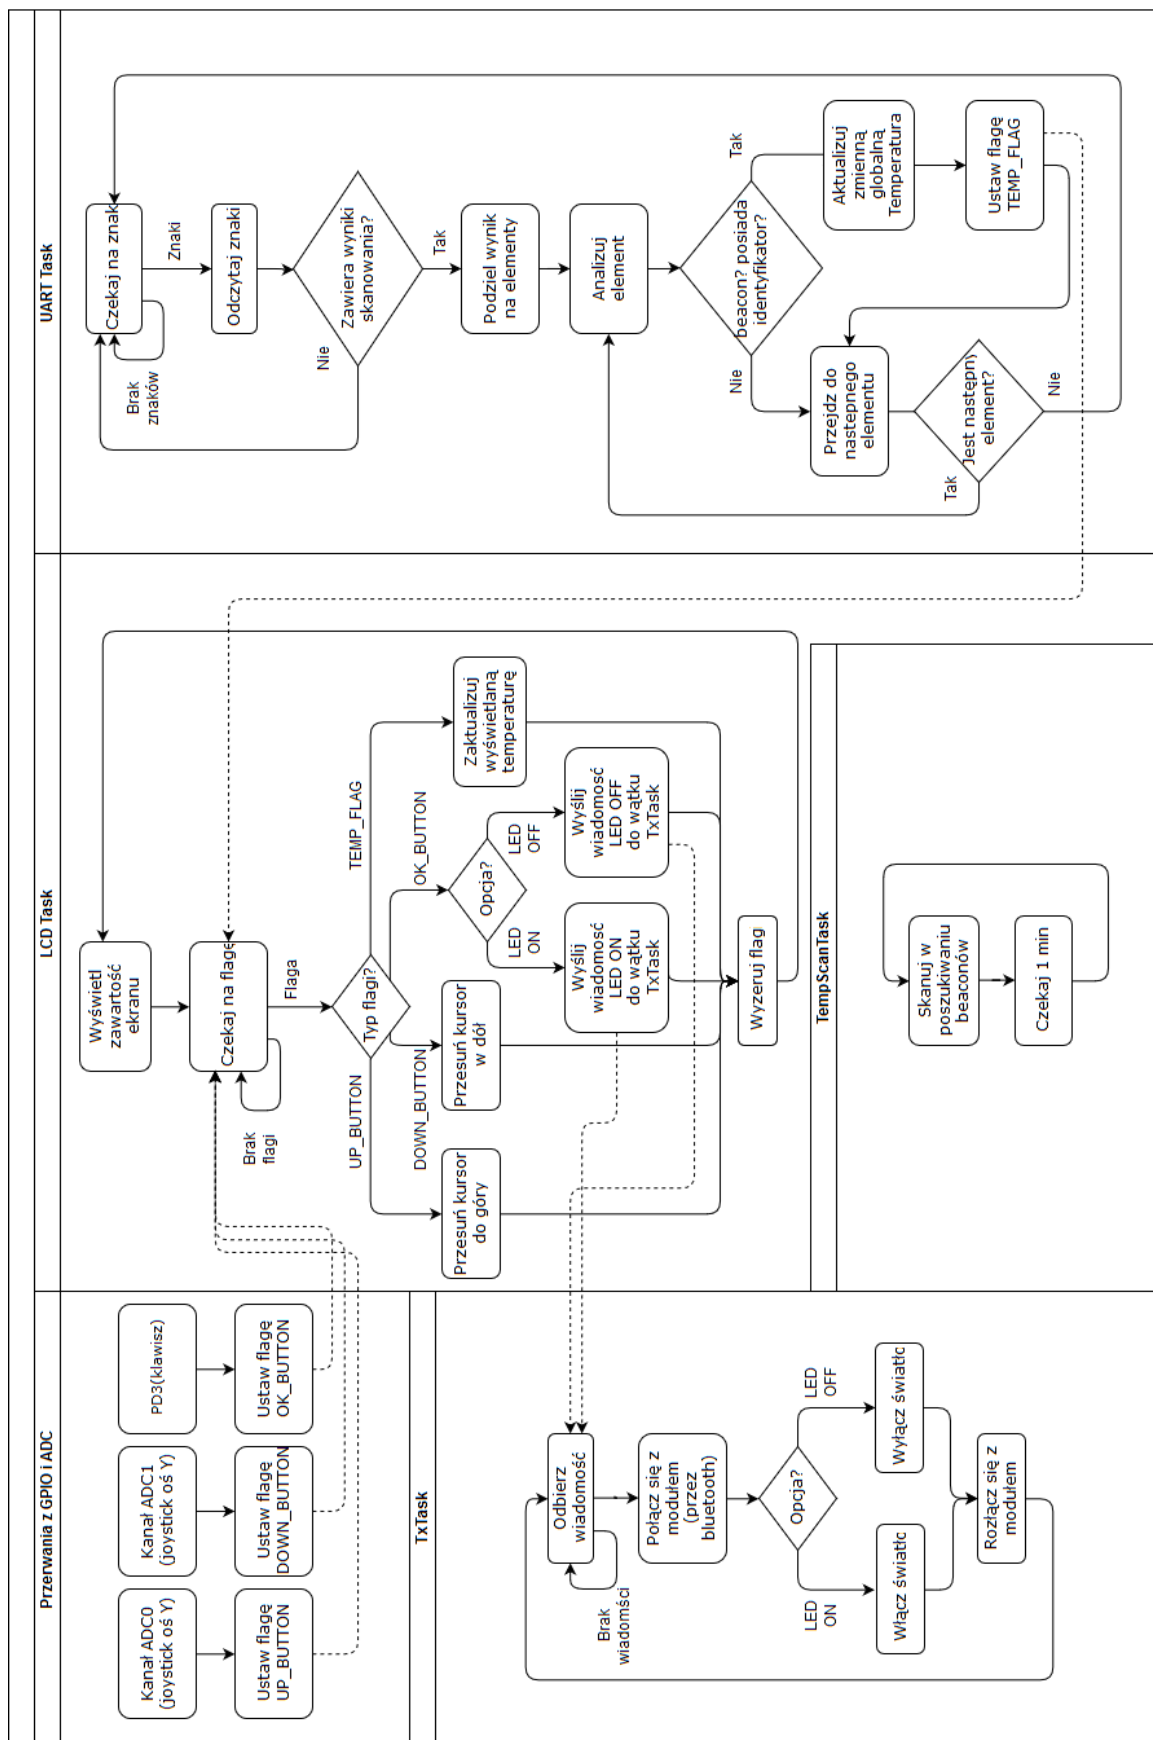 Przerwania z GPIO i ADC
Kanał ADC0
(joystick oś Y)
Kanał ADC1
(joystick oś Y)
PD3(klawisz)
Ustaw flagę
UP_BUTTON
Ustaw flagę
DOWN_BUTTON
Ustaw flagę
OK_BUTTON
TxTask
Odbierz
wiadomość
Brak
wiadomści
Połącz się z
modułem
(przez
bluetooth)
Opcja?
LED
ON
LED
OFF
Włącz światło
Wyłącz światło
Rozłącz się z
modułem
LCD Task
Wyświetl
zawartość
ekranu
Czekaj na flagę
Brak
flagi
Flaga
Typ flagi?
UP_BUTTON
DOWN_BUTTON
OK_BUTTON
TEMP_FLAG
Przesuń kursor
do góry
Przesuń kursor
w dół
Opcja?
LED
ON
LED
OFF
Zaktualizuj
wyświetlaną
temperaturę
Wyślij
wiadomosć
LED ON
do wątku
TxTask
Wyślij
wiadomosć
LED OFF
do wątku
TxTask
Wyzeruj flagi
TempScanTask
Skanuj w
poszukiwaniu
beaconów
Czekaj 1 min
UART Task
Czekaj na znaki
Brak
znaków
Znaki
Odczytaj znaki
Zawiera wyniki
skanowania?
Nie
Tak
Podziel wynik
na elementy
Analizuj
element
beacon? posiada
identyfikator?
Nie
Tak
Aktualizuj
zmienną
globalną
Temperatura
Ustaw flagę
TEMP_FLAG
Przejdz do
nastepnego
elementu
Jest następny
element?
Tak
Nie